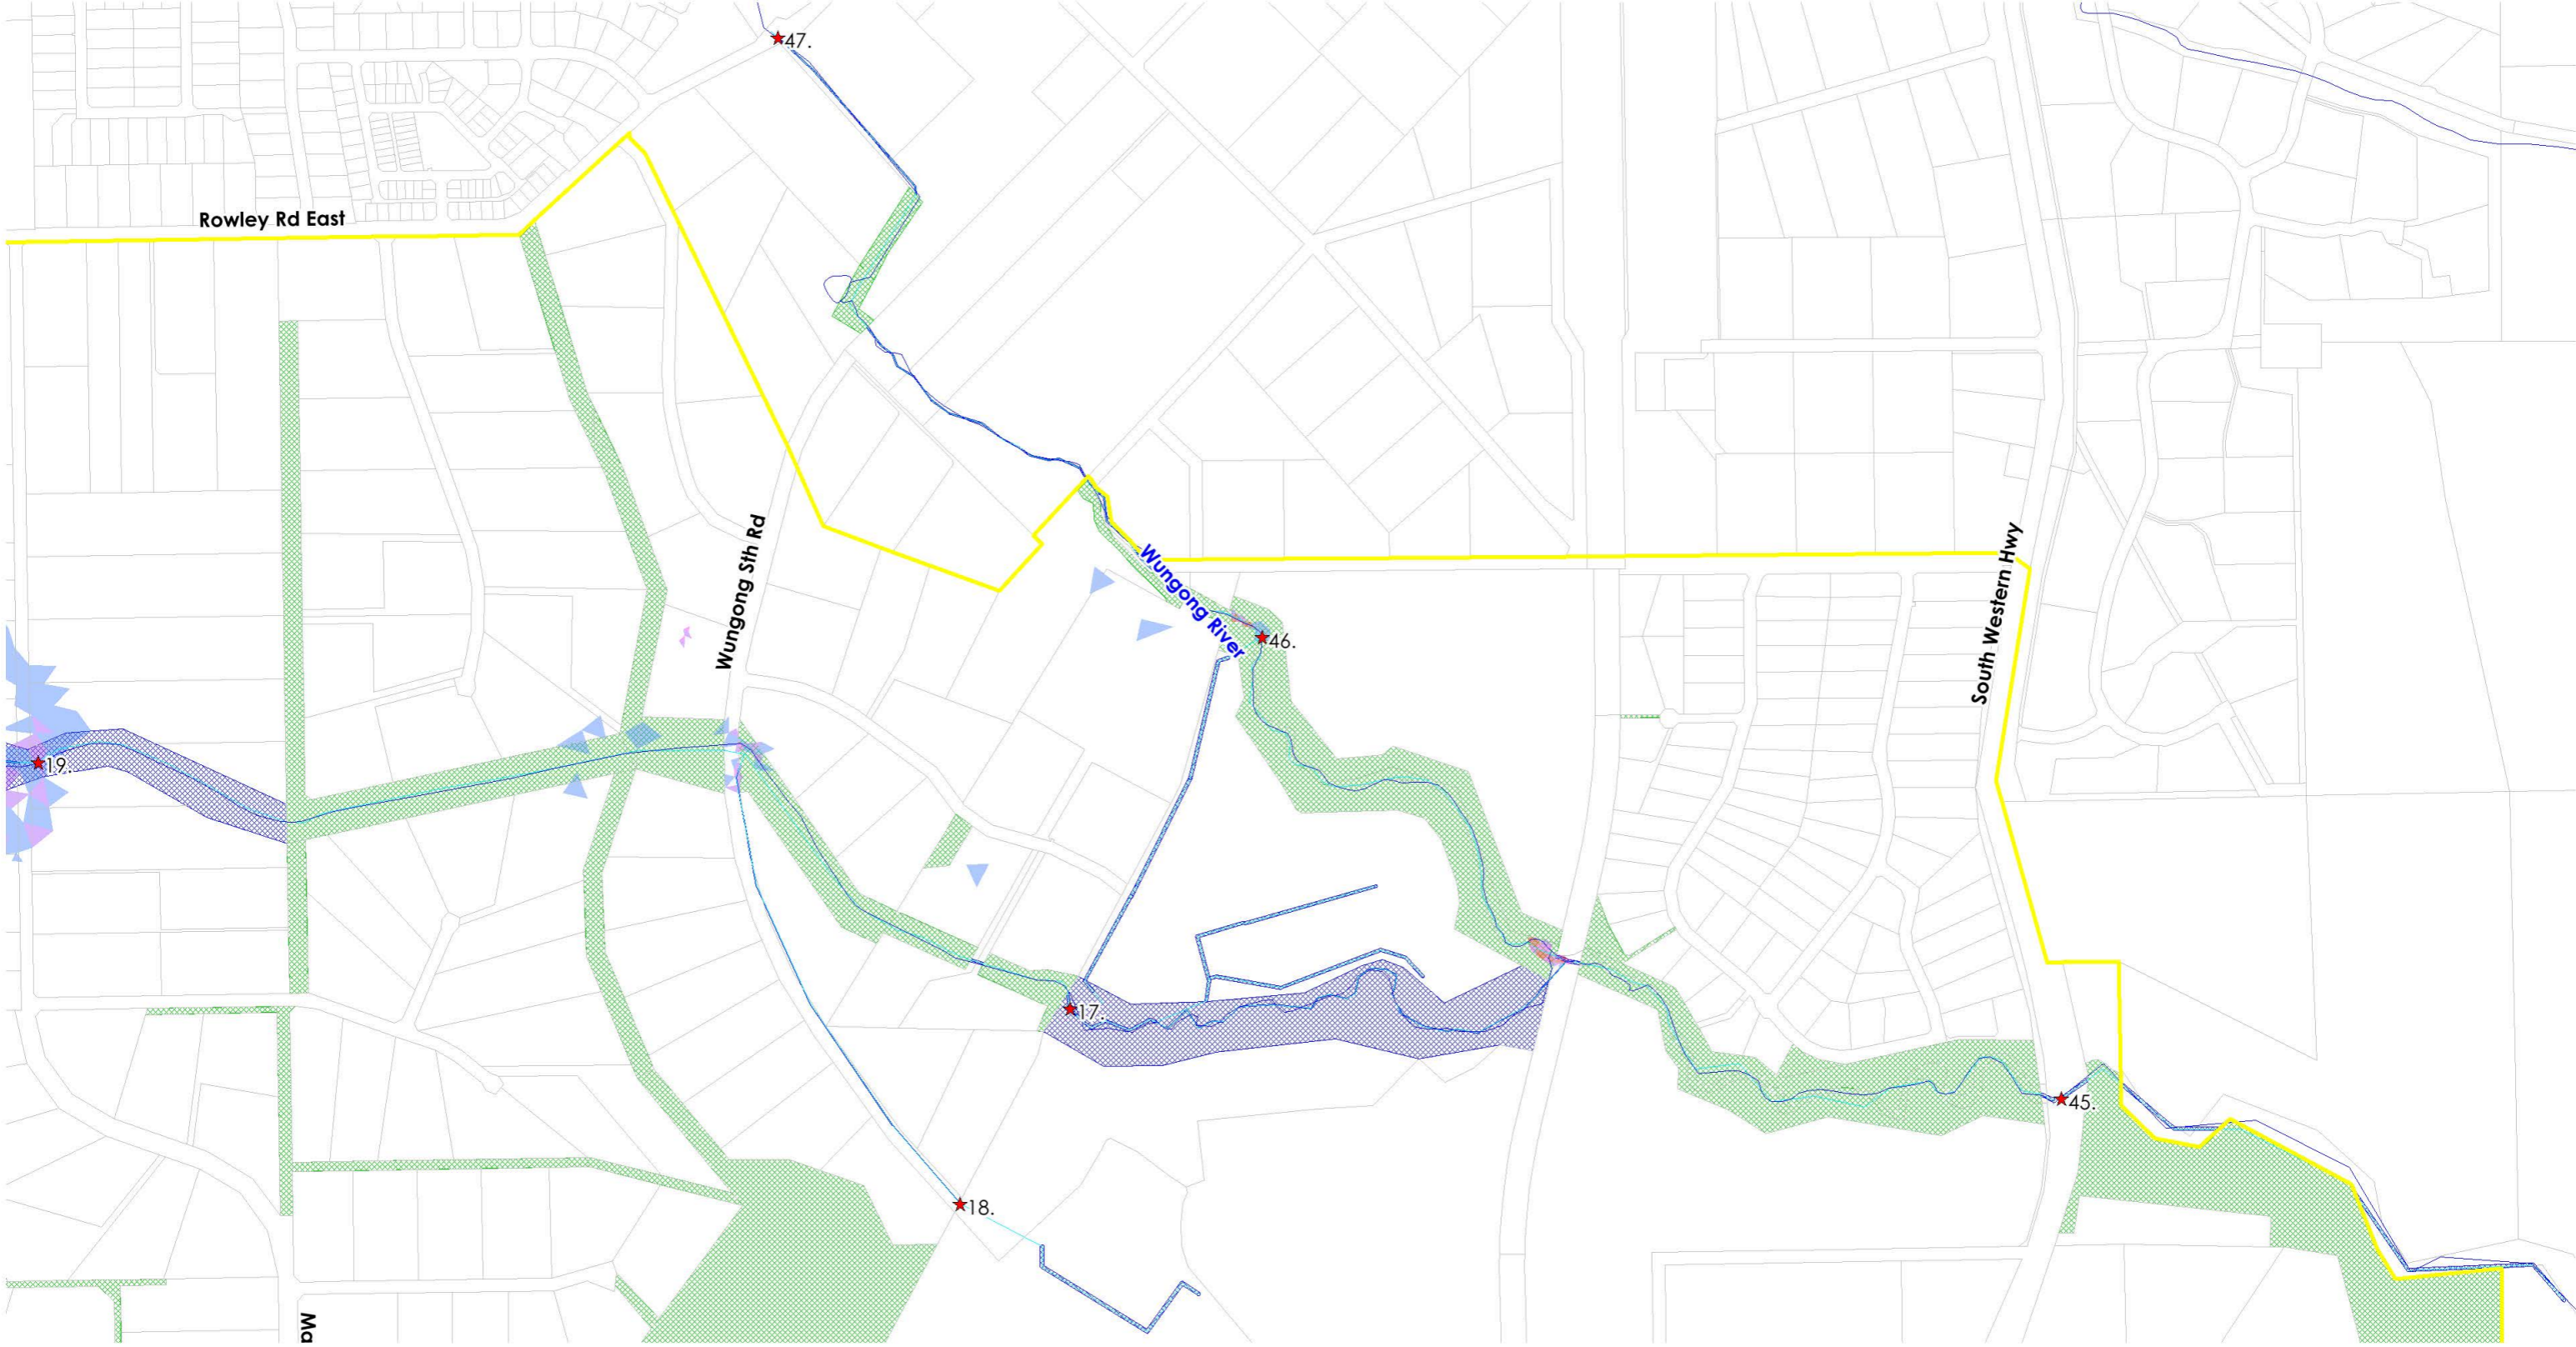 47.
Rowley Rd East
Wungong Sth Rd
Wungong River
South Western Hwy
46.
19.
17.
45.
18.